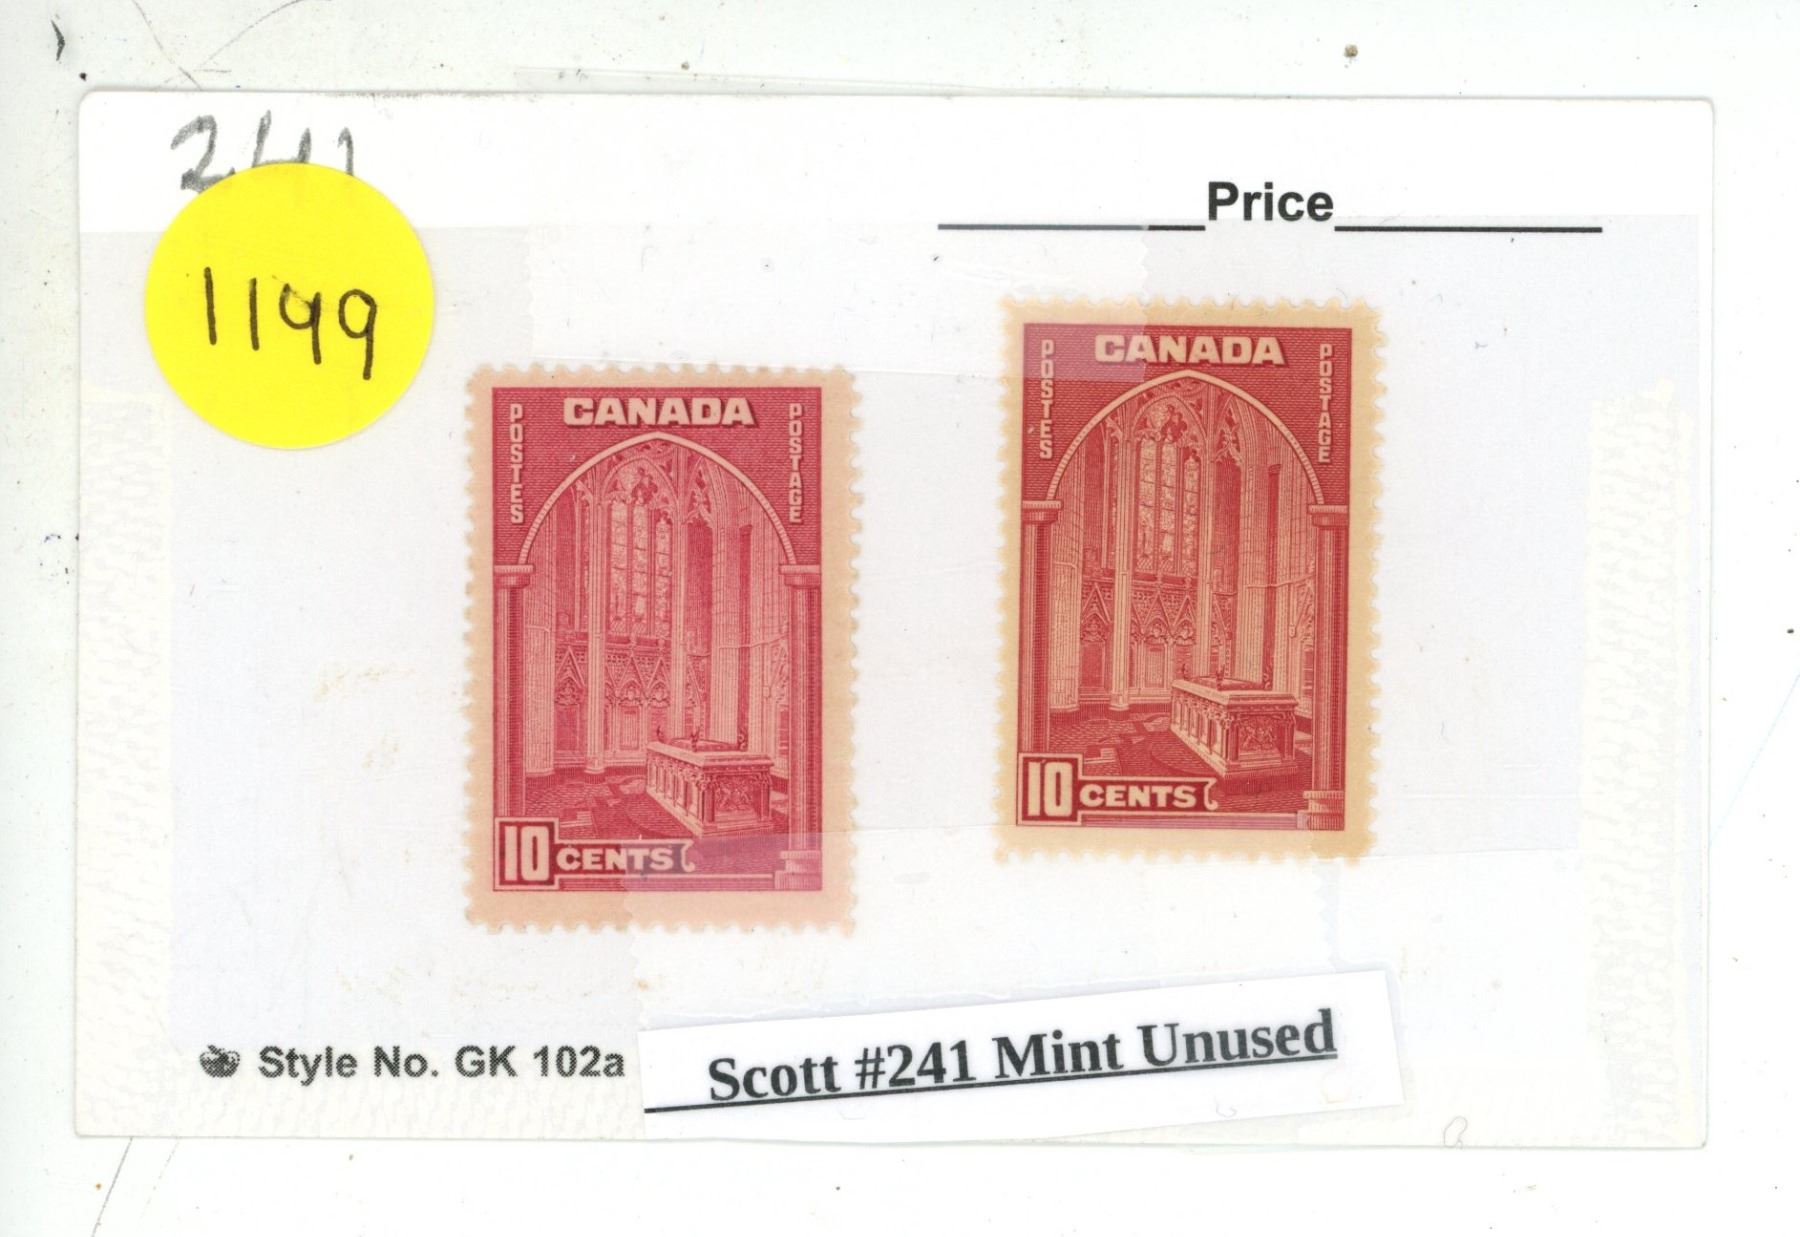 241
1199
Price
CANADA
POSTES
POSTAGE
10 CENTS
CANADA
POSTES
POSTAGE
10 CENTS
Style No. GK 102a
Scott #241 Mint Unused